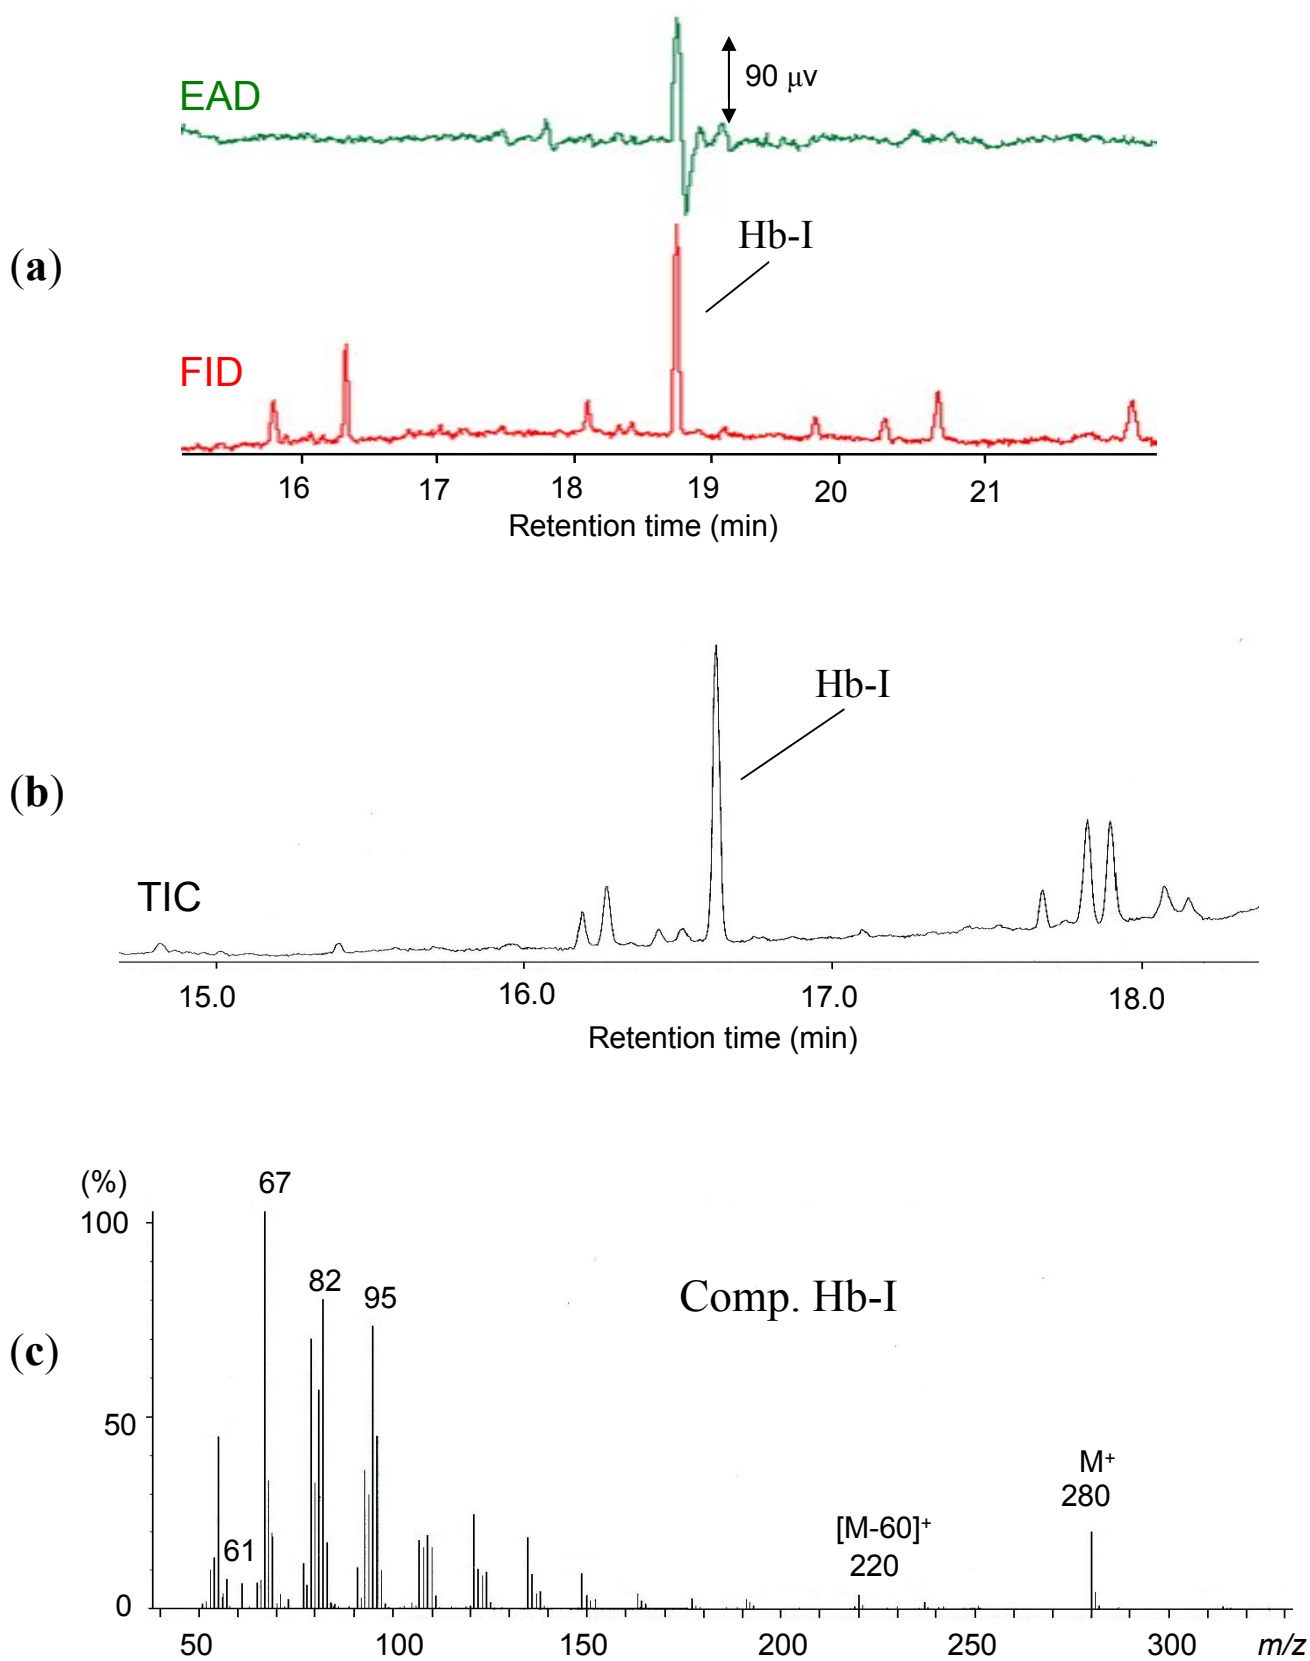 EAD
90 μv
Hb-I
(a)
FID
16 17 18 19 20 21
Retention time (min)
Hb-I
(b)
TIC
15.0 16.0 17.0 18.0
Retention time (min)
(%)
67
100
82
95
Comp. Hb-I
(c)
50
M+
280
[M-60]+
220
61
0
50 100 150 200 250 300 m/z